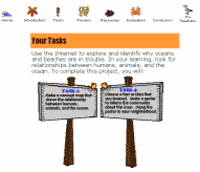 Home Introduction Tasks Product Resources Evaluation Conclusion For Teachers
Your Tasks
Use the Internet to explore and identify why oceans
and beaches are in trouble. In your learning, look for
relationships between humans, animals, and the
ocean. To complete this project, you will:
TASK 1: TASK 2:
Make a concept map that Choose a fact or idea that
shows the relationship you learned. Make a poster
between humans, to inform the community
animals, and the ocean. about the issue. Hang the
poster in your neighborhood.